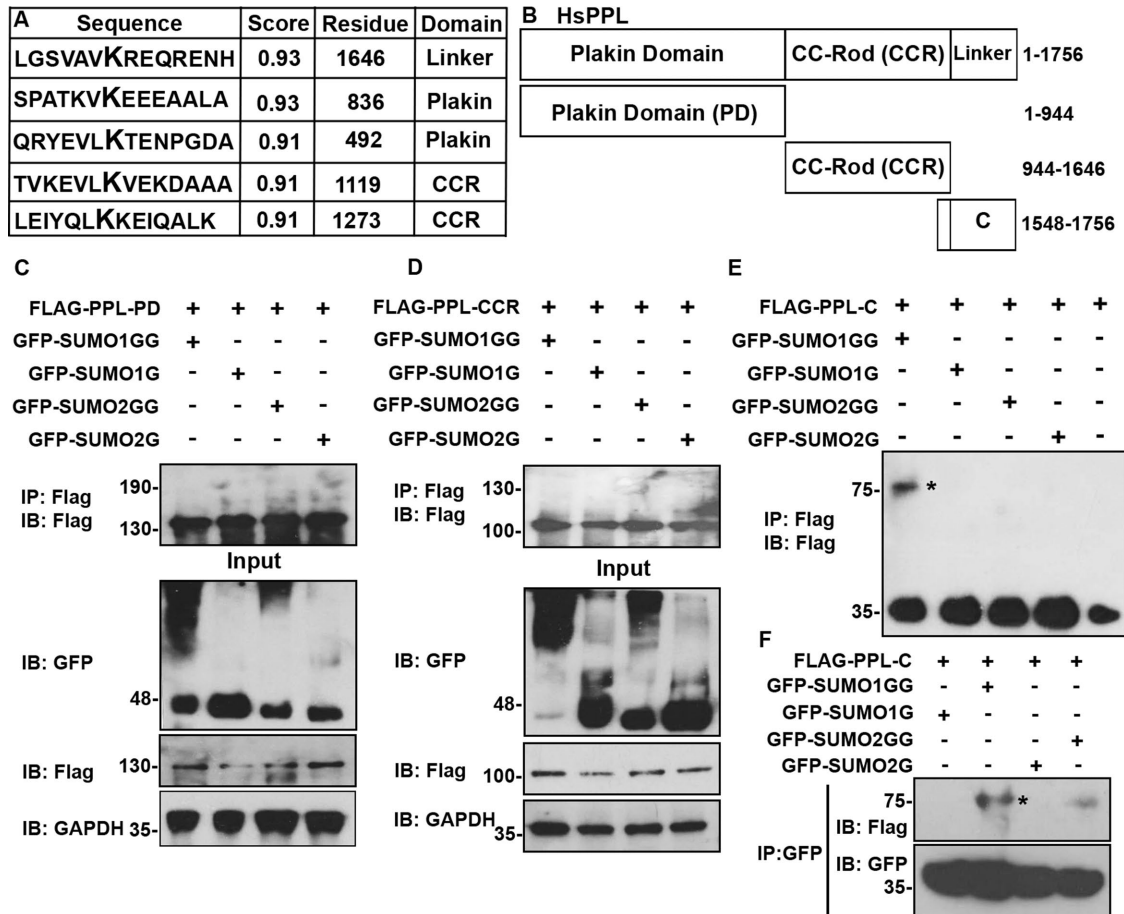 A
Sequence Score Residue Domain
LGSVAVKREQRENH 0.93 1646 Linker
SPATKVKEEEAALA 0.93 836 Plakin
QRYEVLKTENPGDA 0.91 492 Plakin
TVKEVLKVEKDAAA 0.91 1119 CCR
LEIYQLKKEIQALK 0.91 1273 CCR
B HsPPL
Plakin Domain CC-Rod (CCR) Linker 1-1756
Plakin Domain (PD) 1-944
CC-Rod (CCR) 944-1646
C 1548-1756
C
FLAG-PPL-PD + + + +
GFP-SUMO1GG + - - -
GFP-SUMO1G - + - -
GFP-SUMO2GG - - + -
GFP-SUMO2G - - - +
IP: Flag
IB: Flag
190-
130-
Input
IB: GFP
48-
IB: Flag
130-
IB: GAPDH
35-
D
FLAG-PPL-CCR + + + +
GFP-SUMO1GG + - - -
GFP-SUMO1G - + - -
GFP-SUMO2GG - - + -
GFP-SUMO2G - - - +
IP: Flag
IB: Flag
130-
100-
Input
IB: GFP
48-
IB: Flag
100-
IB: GAPDH
35-
E
FLAG-PPL-C + + + + +
GFP-SUMO1GG + - - - -
GFP-SUMO1G - + - - -
GFP-SUMO2GG - - + - -
GFP-SUMO2G - - - + -
75-
*
IP: Flag
IB: Flag
35-
F
FLAG-PPL-C + + + +
GFP-SUMO1GG - + - -
GFP-SUMO1G + - - -
GFP-SUMO2GG - - - +
GFP-SUMO2G - - + -
75-
*
IB: Flag
IP:GFP
IB: GFP
35-